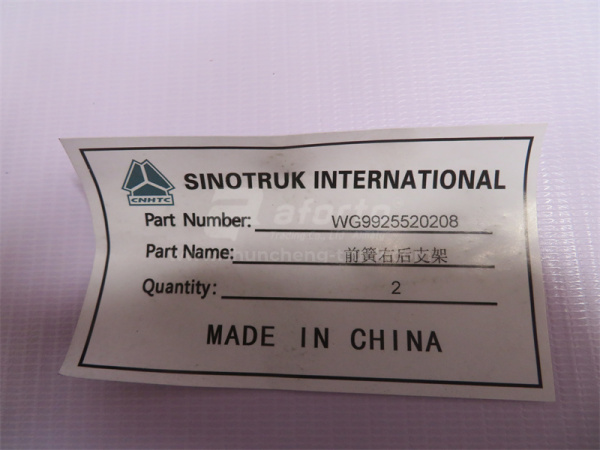 CNHTC
SINOTRUK INTERNATIONAL
Part Number: WG9925520208
Part Name: 前簧右后支架
Quantity: 2
MADE IN CHINA